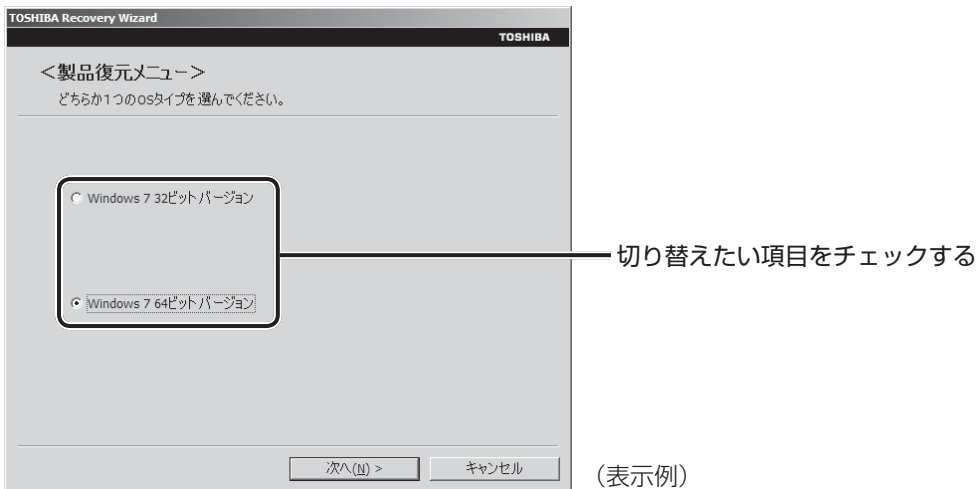 TOSHIBA Recovery Wizard
TOSHIBA
＜製品復元メニュー＞
どちらか1つのOSタイプを選んでください。
Windows 7 32ビットバージョン
切り替えたい項目をチェックする
Windows 7 64ビットバージョン
次へ(N) >
キャンセル
（表示例）